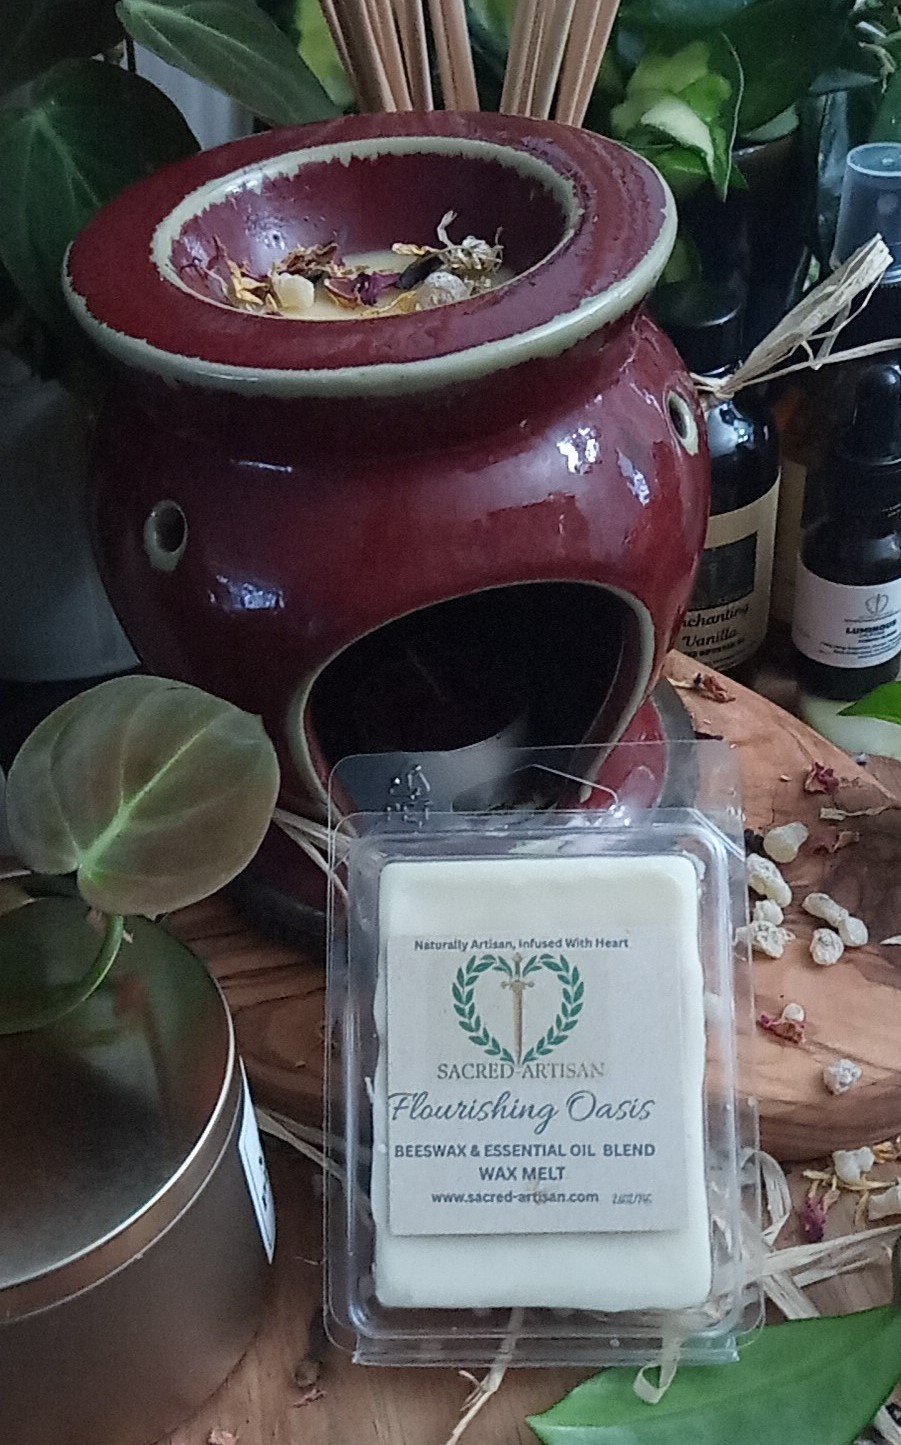 Enchanting
Vanilla
LUMINOUS
Naturally Artisan, Infused With Heart
SACRED ARTISAN
Flourishing Oasis
BEESWAX & ESSENTIAL OIL BLEND
WAX MELT
www.sacred-artisan.com